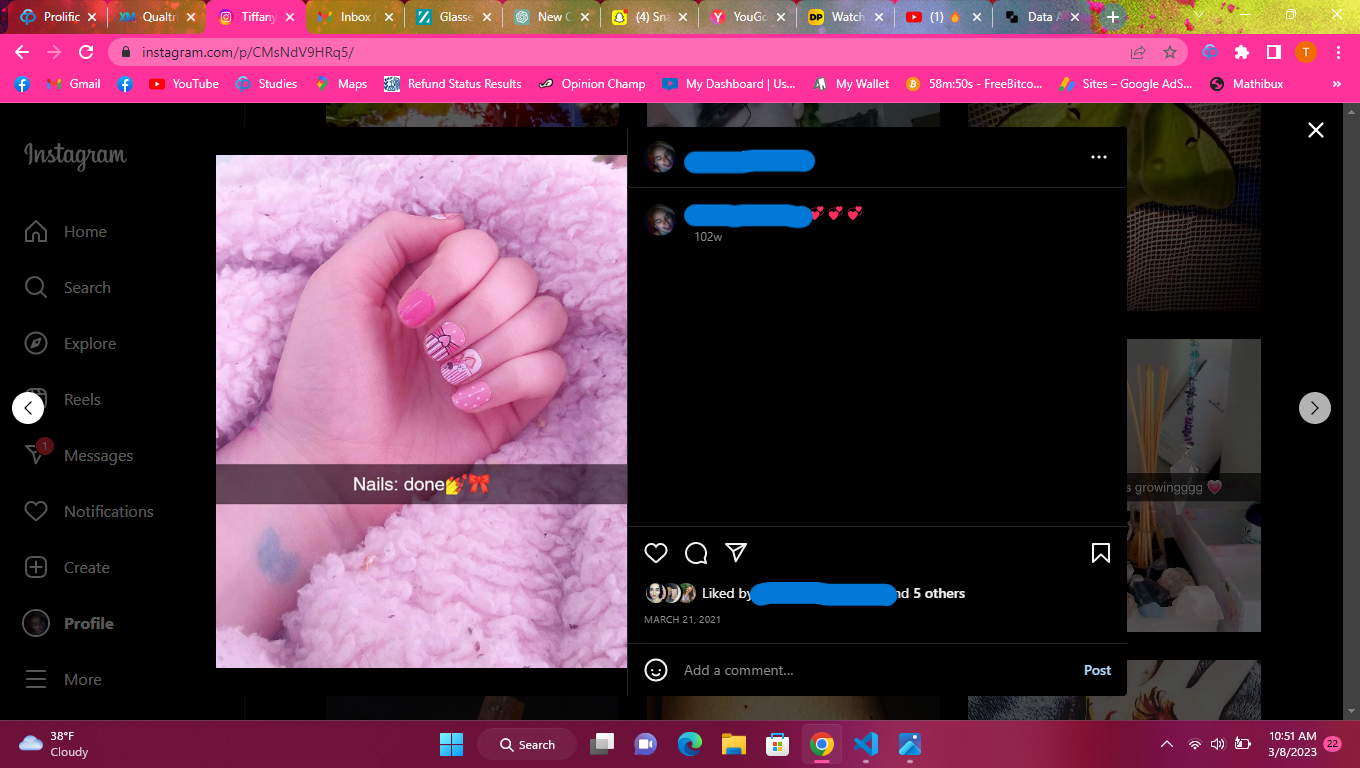 Prolific
Qualtr
Tiffany
Inbox
Glasse
New C
(4) Sna
YouGo
DP
Watch
(1) 🔥
Data A
instagram.com/p/CMsNdV9HRq5/
T
Gmail
YouTube
Studies
Maps
Refund Status Results
Opinion Champ
My Dashboard | Us...
My Wallet
58m:50s - FreeBitco...
Sites – Google AdS...
Mathibux
»
Instagram
Home
Search
Explore
Reels
1
Messages
Notifications
Create
Profile
More
Nails: done💅🎀
💞 💞 💞
102w
Liked by
nd 5 others
MARCH 21, 2021
Add a comment...
Post
s growingggg 💗
38°F
Cloudy
Search
10:51 AM
3/8/2023
22